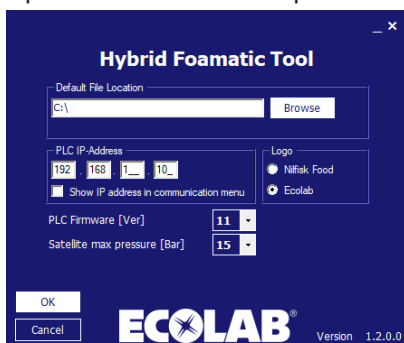 _ ×
Hybrid Foamatic Tool
Default File Location
C:\
Browse
PLC IP-Address
192 . 168 . 1__ . 10_
Show IP address in communication menu
Logo
Nilfisk Food
Ecolab
PLC Firmware [Ver] 11
Satellite max pressure [Bar] 15
OK
Cancel
ECOLAB®
Version 1.2.0.0